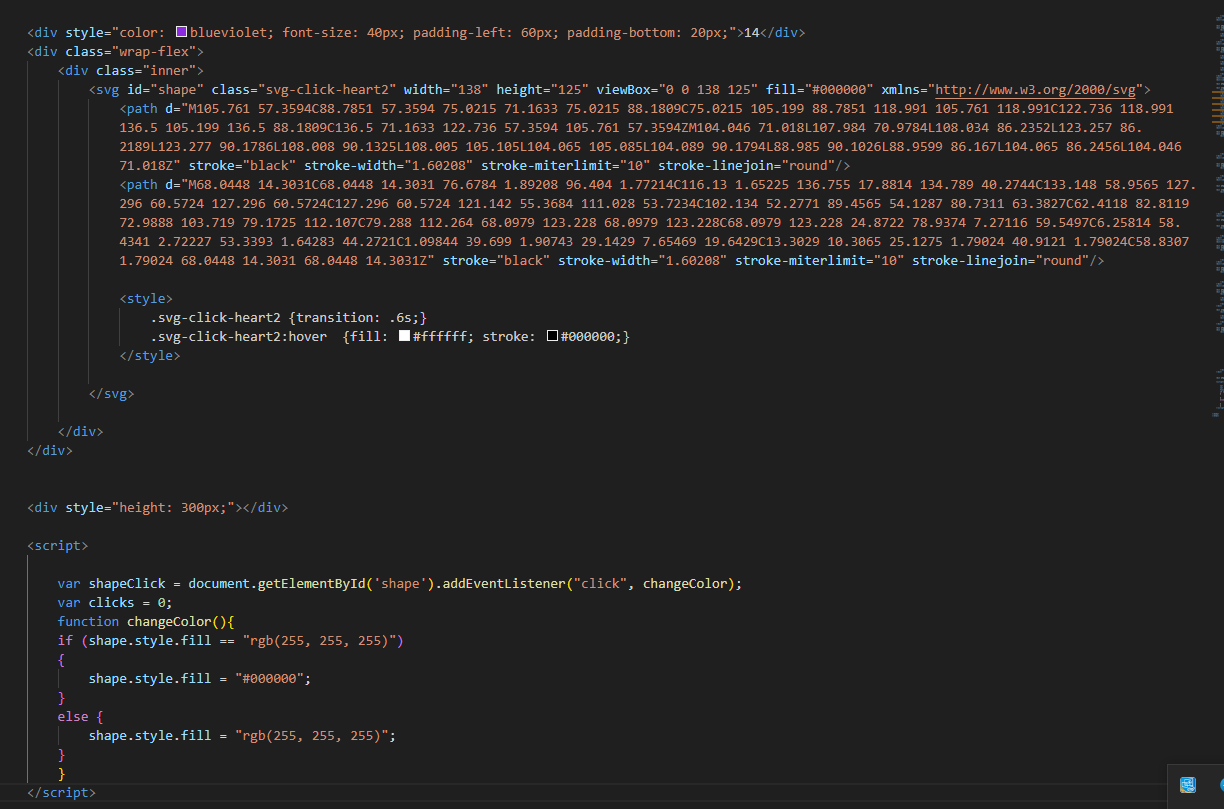 <div style="color: blueviolet; font-size: 40px; padding-left: 60px; padding-bottom: 20px;">14</div>
<div class="wrap-flex">
<div class="inner">
<svg id="shape" class="svg-click-heart2" width="138" height="125" viewBox="0 0 138 125" fill="#000000" xmlns="http://www.w3.org/2000/svg">
<path d="M105.761 57.3594C88.7851 57.3594 75.0215 71.1633 75.0215 88.1809C75.0215 105.199 88.7851 118.991 105.761 118.991C122.736 118.991
136.5 105.199 136.5 88.1809C136.5 71.1633 122.736 57.3594 105.761 57.3594ZM104.046 71.018L107.984 70.9784L108.034 86.2352L123.257 86.
2189L123.277 90.1786L108.008 90.1325L108.005 105.105L104.065 105.085L104.089 90.1794L88.985 90.1026L88.9599 86.167L104.065 86.2456L104.046
71.018Z" stroke="black" stroke-width="1.60208" stroke-miterlimit="10" stroke-linejoin="round"/>
<path d="M68.0448 14.3031C68.0448 14.3031 76.6784 1.89208 96.404 1.77214C116.13 1.65225 136.755 17.8814 134.789 40.2744C133.148 58.9565 127.
296 60.5724 127.296 60.5724C127.296 60.5724 121.142 55.3684 111.028 53.7234C102.134 52.2771 89.4565 54.1287 80.7311 63.3827C62.4118 82.8119
72.9888 103.719 79.1725 112.107C79.288 112.264 68.0979 123.228 68.0979 123.228C68.0979 123.228 24.8722 78.9374 7.27116 59.5497C6.25814 58.
4341 2.72227 53.3393 1.64283 44.2721C1.09844 39.699 1.90743 29.1429 7.65469 19.6429C13.3029 10.3065 25.1275 1.79024 40.9121 1.79024C58.8307
1.79024 68.0448 14.3031 68.0448 14.3031Z" stroke="black" stroke-width="1.60208" stroke-miterlimit="10" stroke-linejoin="round"/>
<style>
.svg-click-heart2 {transition: .6s;}
.svg-click-heart2:hover  {fill: #ffffff; stroke: #000000;}
</style>
</svg>
</div>
</div>
<div style="height: 300px;"></div>
<script>
var shapeClick = document.getElementById('shape').addEventListener("click", changeColor);
var clicks = 0;
function changeColor(){
if (shape.style.fill == "rgb(255, 255, 255)")
{
shape.style.fill = "#000000";
}
else {
shape.style.fill = "rgb(255, 255, 255)";
}
}
</script>